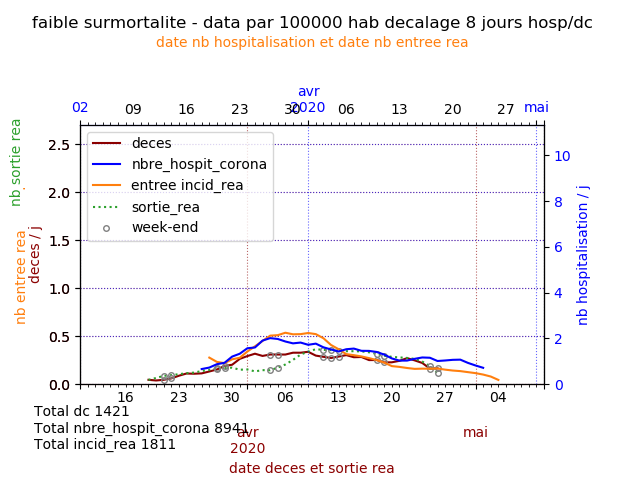 faible surmortalite - data par 100000 hab decalage 8 jours hosp/dc
date nb hospitalisation et date nb entree rea
avr
2020
02 09 16 23 30 06 13 20 27 mai
deces
nbre_hospit_corona
entree incid_rea
sortie_rea
week-end
2.5
2.0
1.5
1.0
0.5
0.0
10
8
6
4
2
0
nb sortie rea
nb entree rea
deces / j
nb hospitalisation / j
16 23 30 06 13 20 27 04
Total dc 1421
Total nbre_hospit_corona 8941
Total incid_rea 1811
avr
2020
mai
date deces et sortie rea